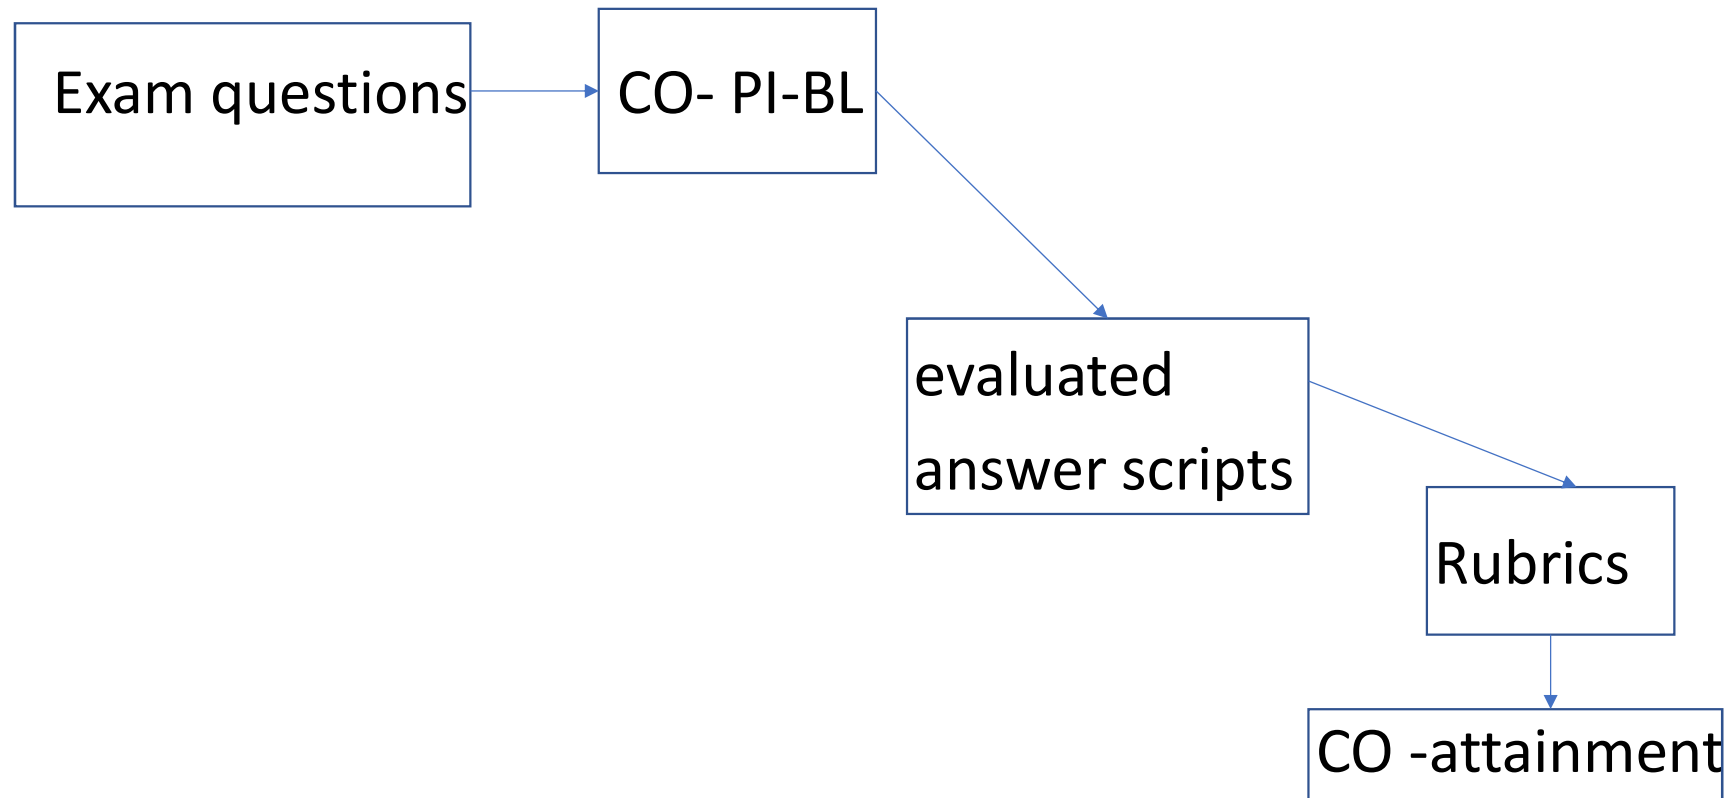 Exam questions
CO- PI-BL
evaluated
answer scripts
Rubrics
CO -attainment